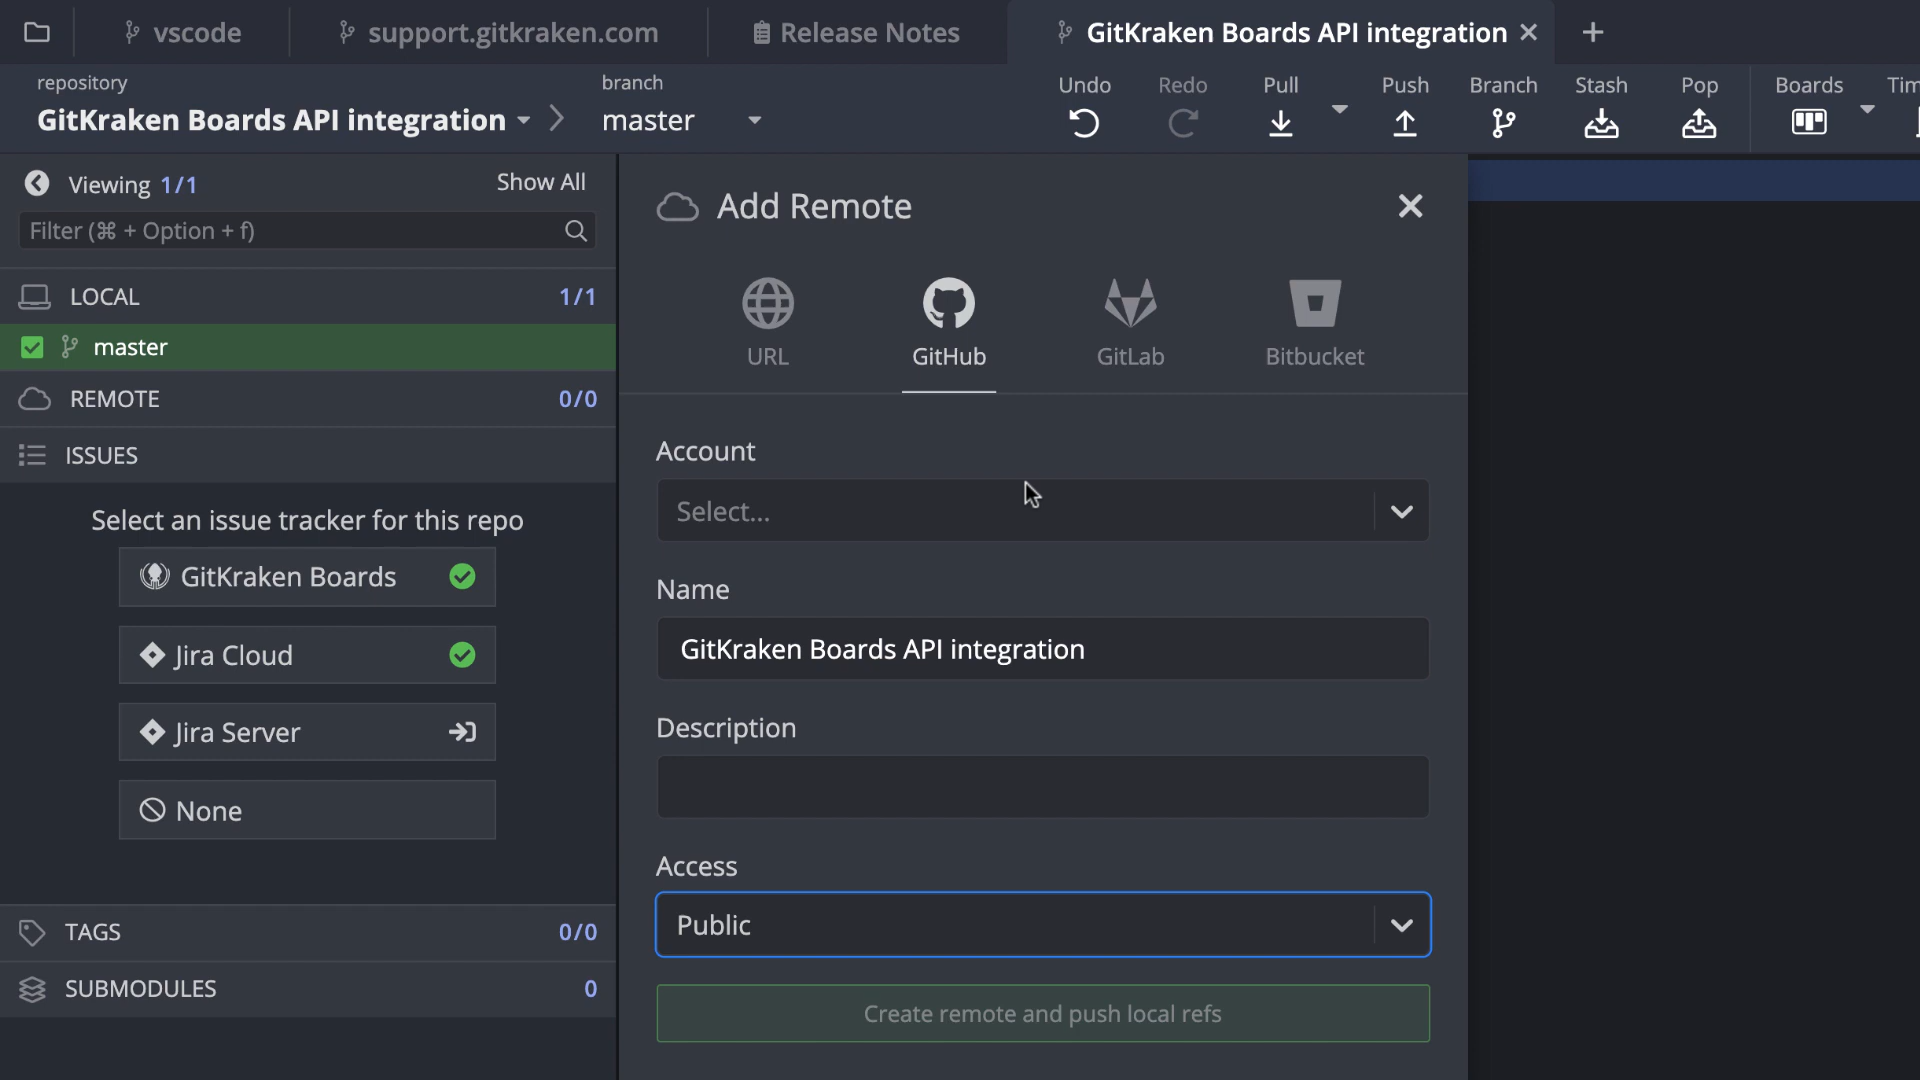 vscode
support.gitkraken.com
Release Notes
GitKraken Boards API integration
repository
GitKraken Boards API integration
branch
master
Undo
Redo
Pull
Push
Branch
Stash
Pop
Boards
Viewing 1/1
Show All
Filter (⌘ + Option + f)
LOCAL 1/1
master
REMOTE 0/0
ISSUES
Select an issue tracker for this repo
GitKraken Boards
Jira Cloud
Jira Server
None
TAGS 0/0
SUBMODULES 0
Add Remote
URL
GitHub
GitLab
Bitbucket
Account
Select...
Name
GitKraken Boards API integration
Description
Access
Public
Create remote and push local refs